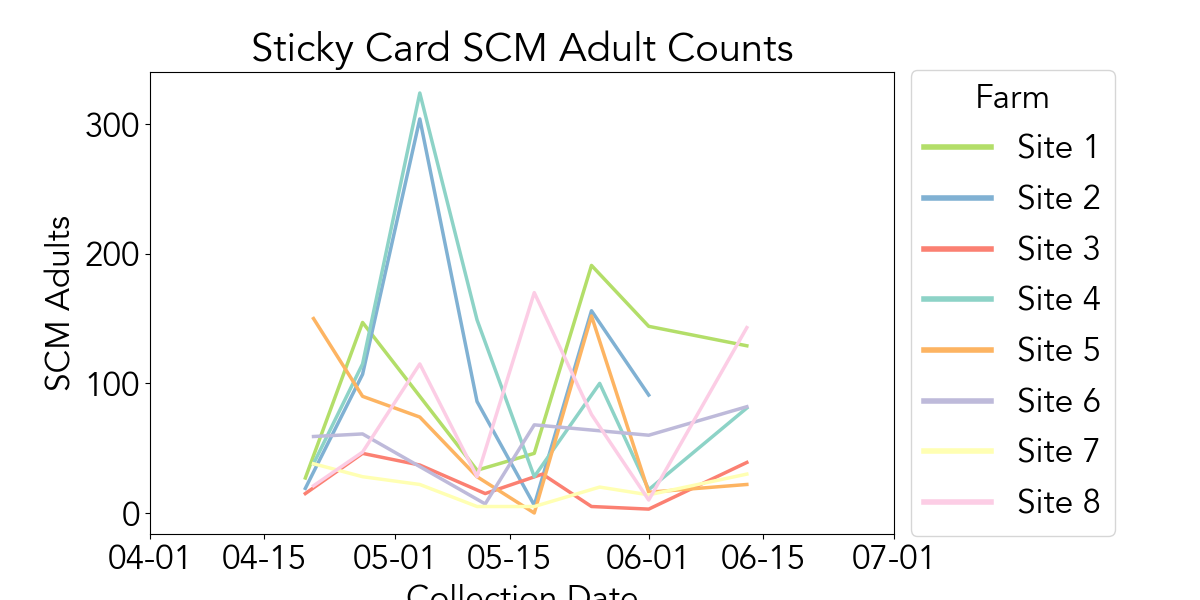 Sticky Card SCM Adult Counts
SCM Adults
300
200
100
0
04-01 04-15 05-01 05-15 06-01 06-15 07-01
Collection Date
Farm
Site 1
Site 2
Site 3
Site 4
Site 5
Site 6
Site 7
Site 8